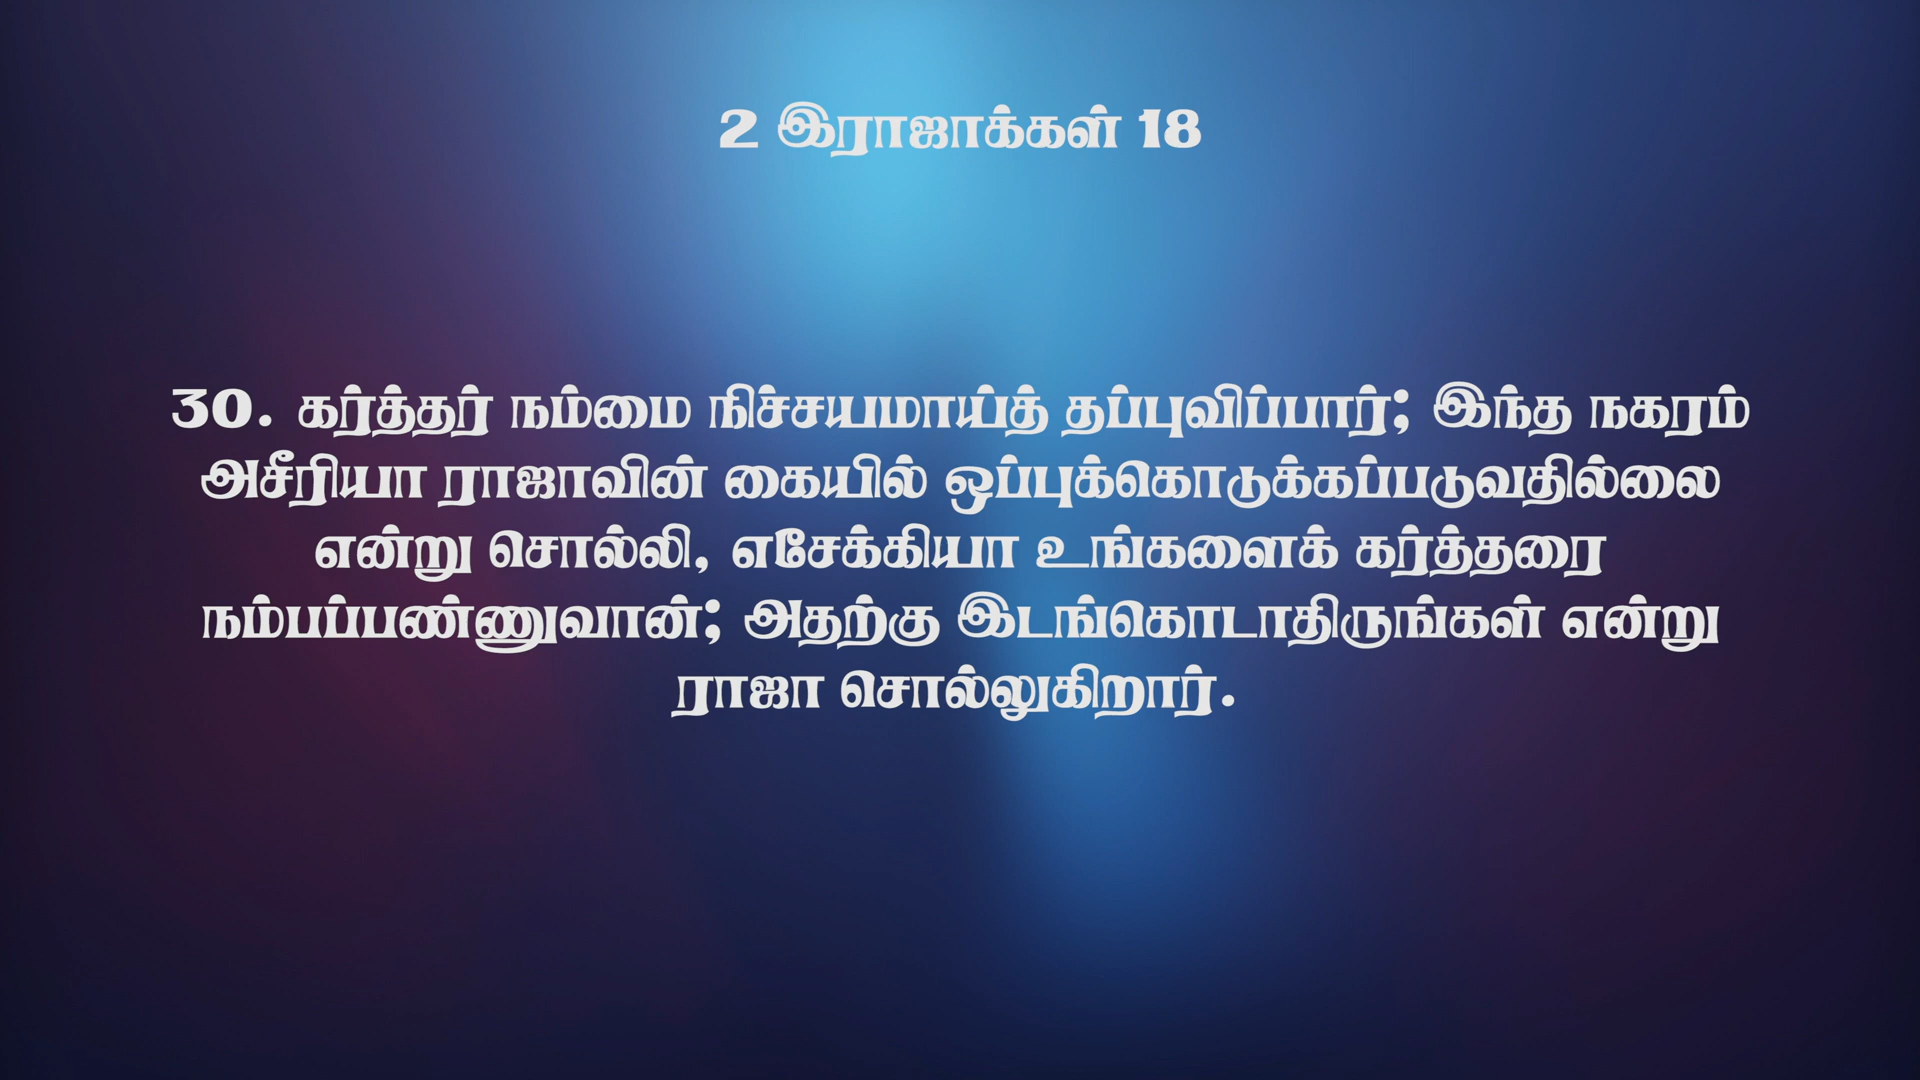 2 இராஜாக்கள் 18
30. கர்த்தர் நம்மை நிச்சயமாய்த் தப்புவிப்பார்; இந்த நகரம்
அசீரியா ராஜாவின் கையில் ஒப்புக்கொடுக்கப்படுவதில்லை
என்று சொல்லி, எசேக்கியா உங்களைக் கர்த்தரை
நம்பப்பண்ணுவான்; அதற்கு இடங்கொடாதிருங்கள் என்று
ராஜா சொல்லுகிறார்.